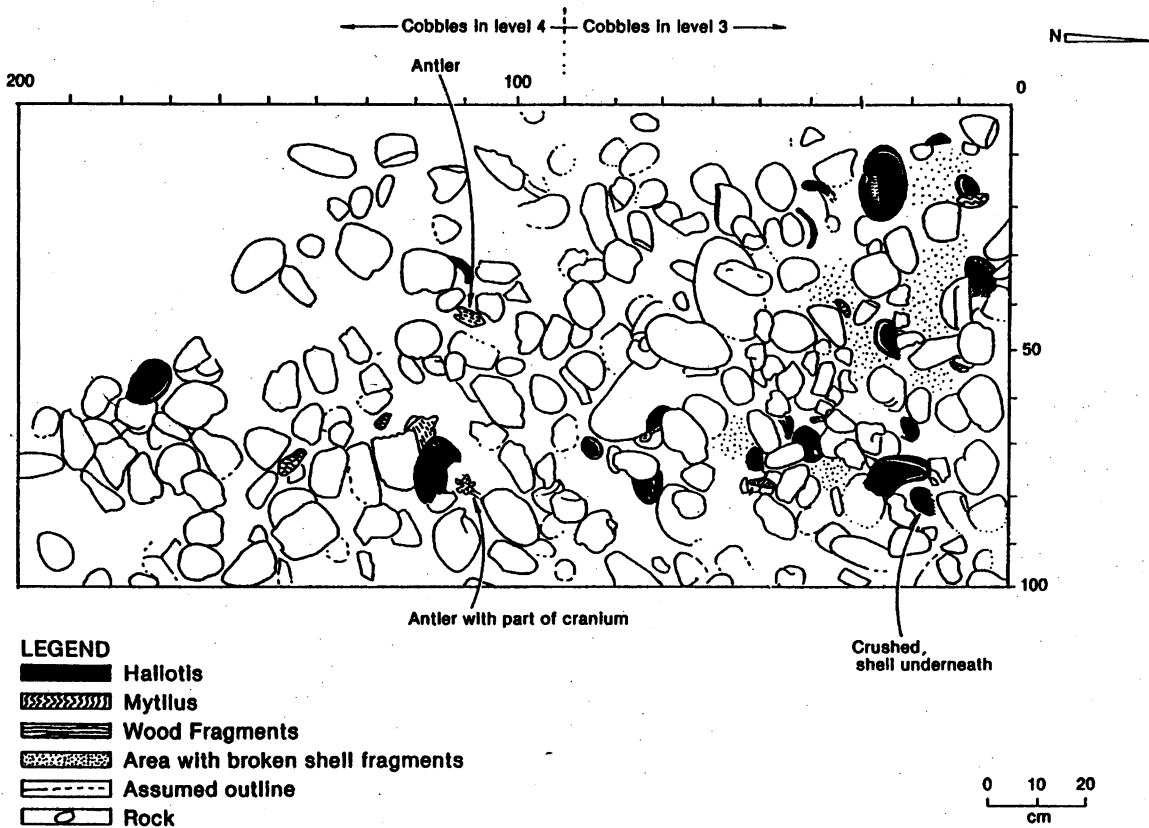 Cobbles in level 4 Cobbles in level 3
N
Antler
200 100 0
50
100
Antler with part of cranium
Crushed,
shell underneath
LEGEND
Haliotis
Mytilus
Wood Fragments
Area with broken shell fragments
Assumed outline
Rock
0 10 20
cm